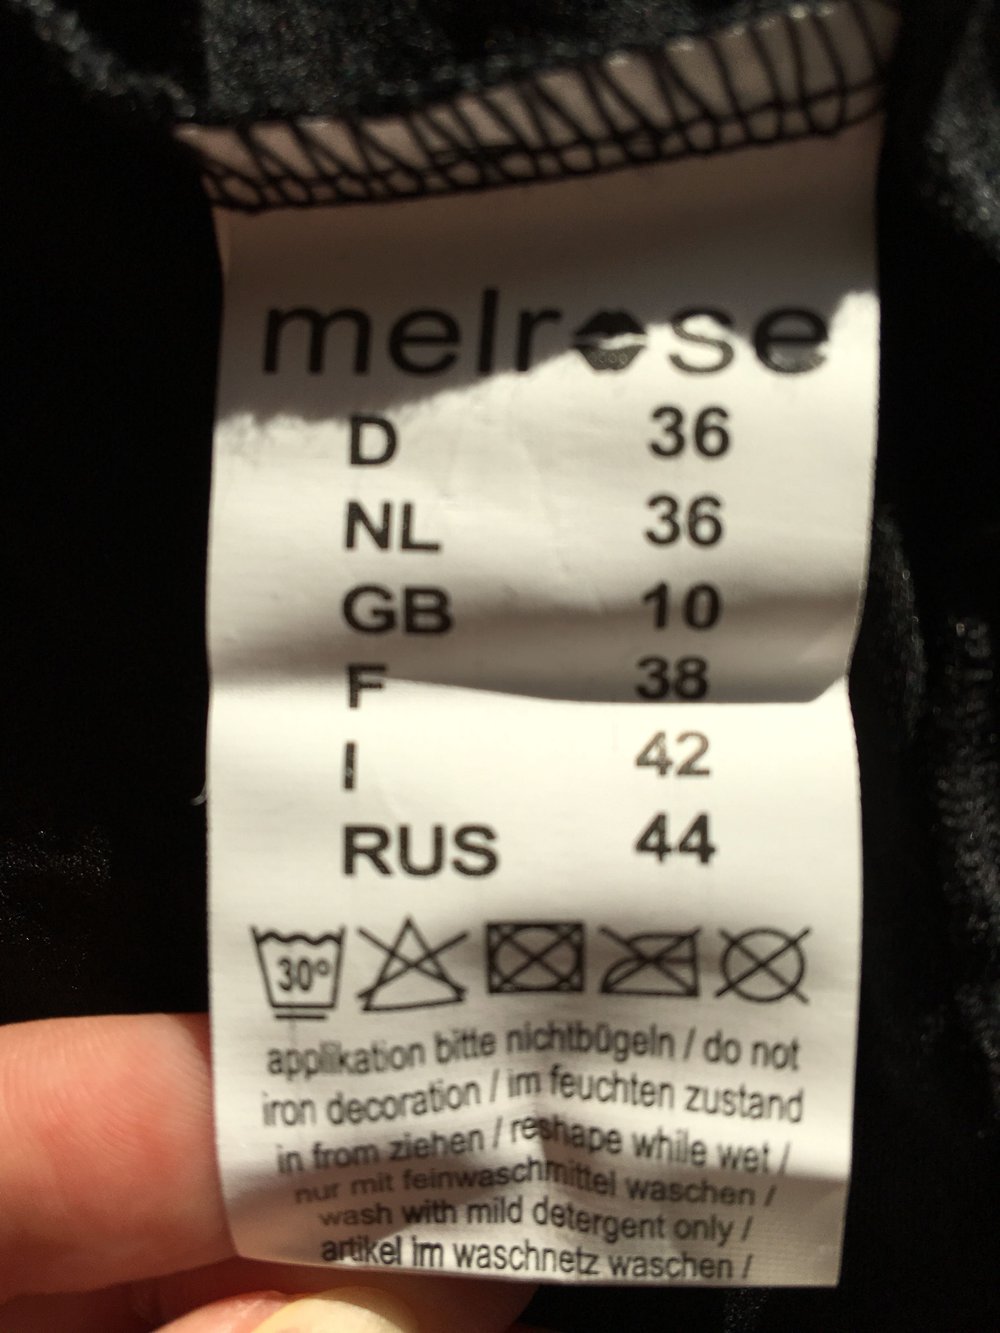 melrose
D 36
NL 36
GB 10
F 38
I 42
RUS 44
30°
applikation bitte nichtbügeln / do not
iron decoration / im feuchten zustand
in from ziehen / reshape while wet /
nur mit feinwaschmittel waschen /
wash with mild detergent only /
artikel im waschnetz waschen /